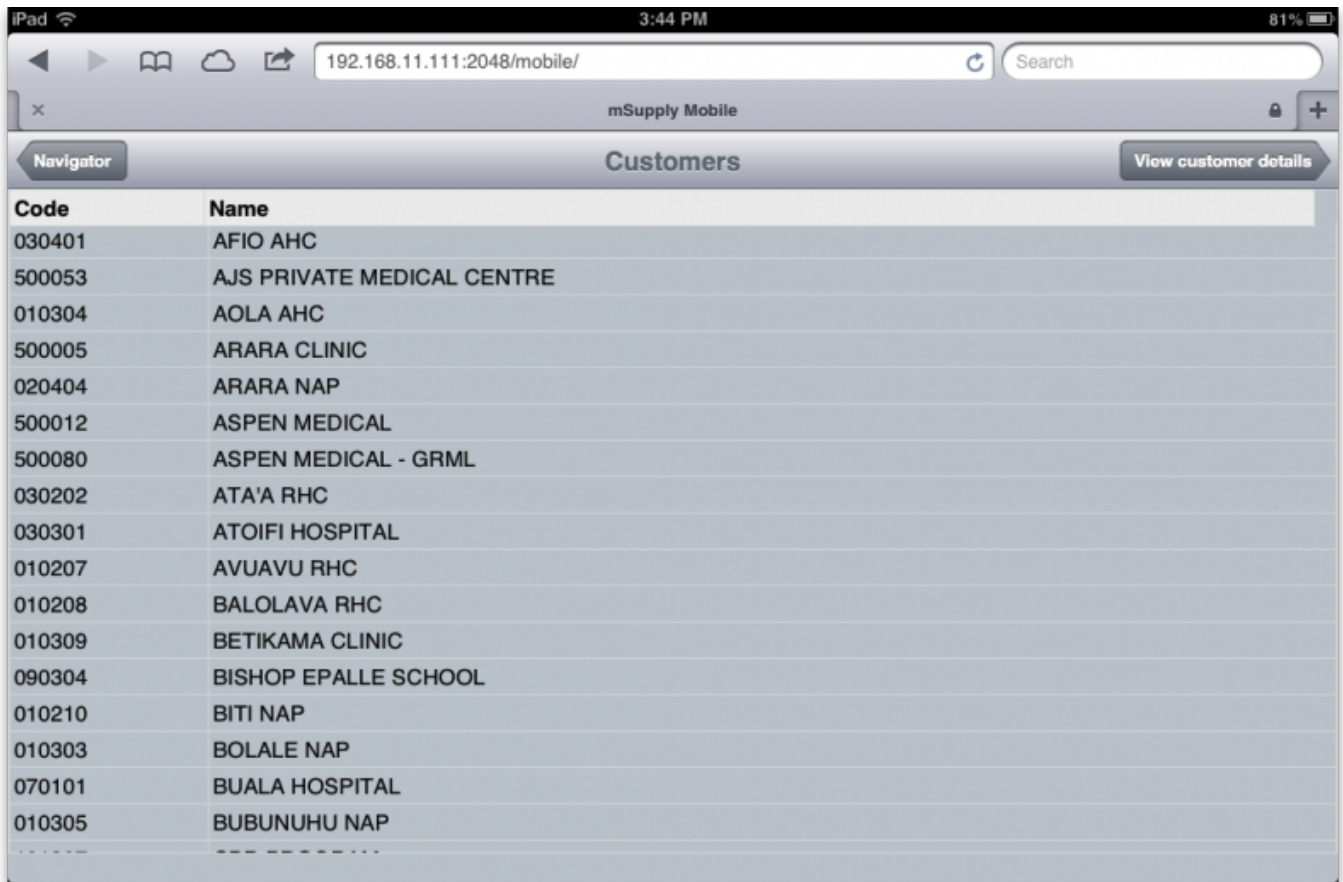 iPad 3:44 PM 81%
192.168.11.111:2048/mobile/ Search
mSupply Mobile
Navigator Customers View customer details
Code Name
030401 AFIO AHC
500053 AJS PRIVATE MEDICAL CENTRE
010304 AOLA AHC
500005 ARARA CLINIC
020404 ARARA NAP
500012 ASPEN MEDICAL
500080 ASPEN MEDICAL - GRML
030202 ATA'A RHC
030301 ATOIFI HOSPITAL
010207 AVUAVU RHC
010208 BALOLAVA RHC
010309 BETIKAMA CLINIC
090304 BISHOP EPALLE SCHOOL
010210 BITI NAP
010303 BOLALE NAP
070101 BUALA HOSPITAL
010305 BUBUNUHU NAP